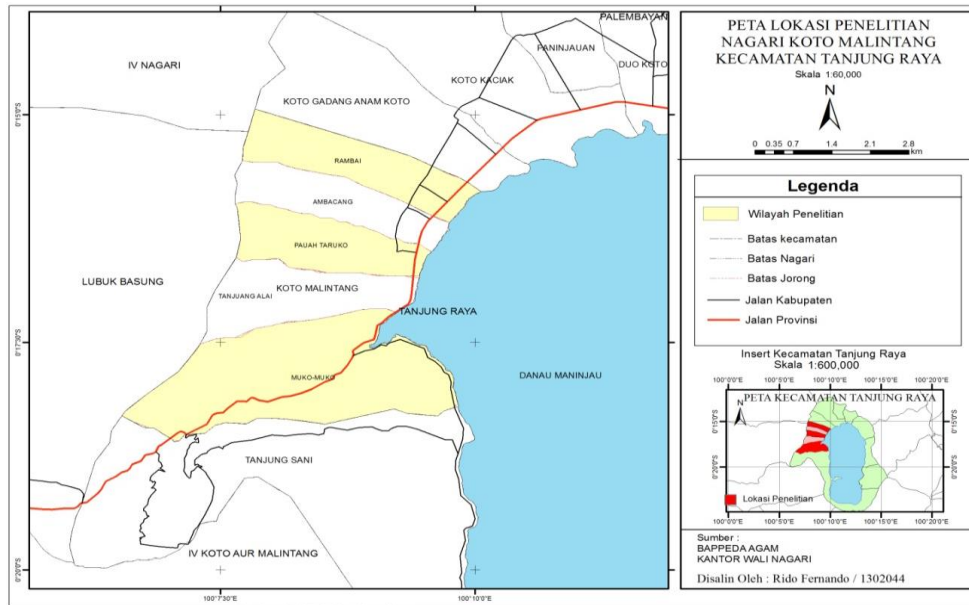 PALEMBAYAN
PANINJAUAN
IV NAGARI
KOTO KACIAK
DUO KOTO
KOTO GADANG ANAM KOTO
0°15'0"S
RAMBAI
AMBACANG
PAUAH TARUKO
LUBUK BASUNG
KOTO MALINTANG
TANJUANG ALAI
TANJUNG RAYA
0°17'30"S
MUKO-MUKO
DANAU MANINJAU
TANJUNG SANI
IV KOTO AUR MALINTANG
0°20'0"S
100°7'30"E
100°10'0"E
PETA LOKASI PENELITIAN
NAGARI KOTO MALINTANG
KECAMATAN TANJUNG RAYA
Skala 1:60,000
N
0 0.35 0.7 1.4 2.1 2.8
km
Legenda
Wilayah Penelitian
Batas kecamatan
Batas Nagari
Batas Jorong
Jalan Kabupaten
Jalan Provinsi
Insert Kecamatan Tanjung Raya
Skala 1:600,000
100°0'0"E 100°5'0"E 100°10'0"E 100°15'0"E 100°20'0"E
N
PETA KECAMATAN TANJUNG RAYA
0°15'0"S
0°15'0"S
0°20'0"S
0°20'0"S
Lokasi Penelitian
100°0'0"E 100°5'0"E 100°10'0"E 100°15'0"E 100°20'0"E
Sumber :
BAPPEDA AGAM
KANTOR WALI NAGARI
Disalin Oleh : Rido Fernando / 1302044